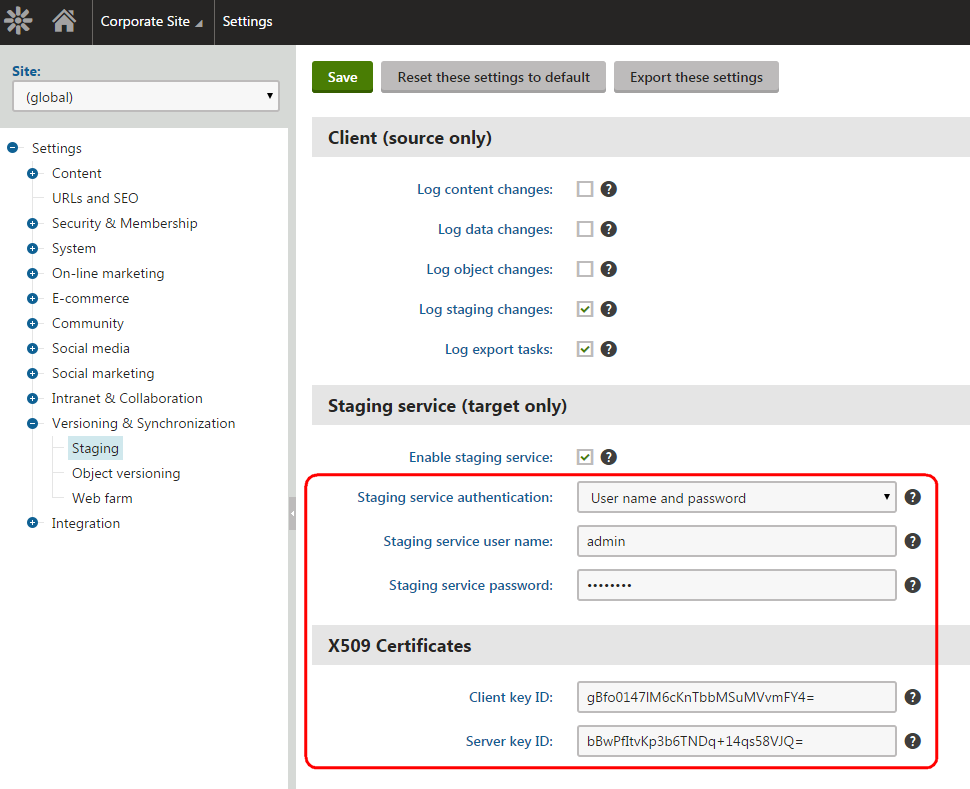 Corporate Site Settings
Site:
(global)
Settings
Content
URLs and SEO
Security & Membership
System
On-line marketing
E-commerce
Community
Social media
Social marketing
Intranet & Collaboration
Versioning & Synchronization
Staging
Object versioning
Web farm
Integration
Save Reset these settings to default Export these settings
Client (source only)
Log content changes: ?
Log data changes: ?
Log object changes: ?
Log staging changes: ?
Log export tasks: ?
Staging service (target only)
Enable staging service: ?
Staging service authentication: User name and password ?
Staging service user name: admin ?
Staging service password: •••••••• ?
X509 Certificates
Client key ID: gBfo0147lM6cKnTbbMSuMVvmFY4= ?
Server key ID: bBwPfItvKp3b6TNDq+14qs58VJQ= ?